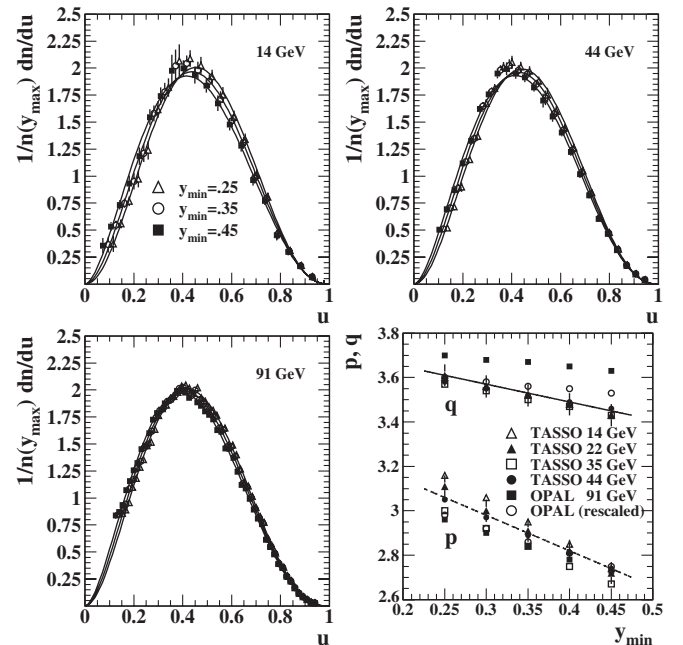 1/n(y_max) dn/du
2.5
2.25
2
1.75
1.5
1.25
1
0.75
0.5
0.25
14 GeV
y_min=.25
y_min=.35
y_min=.45
0 0.2 0.4 0.6 0.8 1
u
1/n(y_max) dn/du
2.5
2.25
2
1.75
1.5
1.25
1
0.75
0.5
0.25
44 GeV
0 0.2 0.4 0.6 0.8 1
u
1/n(y_max) dn/du
2.5
2.25
2
1.75
1.5
1.25
1
0.75
0.5
0.25
91 GeV
0 0.2 0.4 0.6 0.8 1
u
p, q
3.8
3.6
3.4
3.2
3.0
2.8
2.6
q
TASSO 14 GeV
TASSO 22 GeV
TASSO 35 GeV
TASSO 44 GeV
OPAL 91 GeV
OPAL (rescaled)
p
0.2 0.25 0.3 0.35 0.4 0.45 0.5
y_min